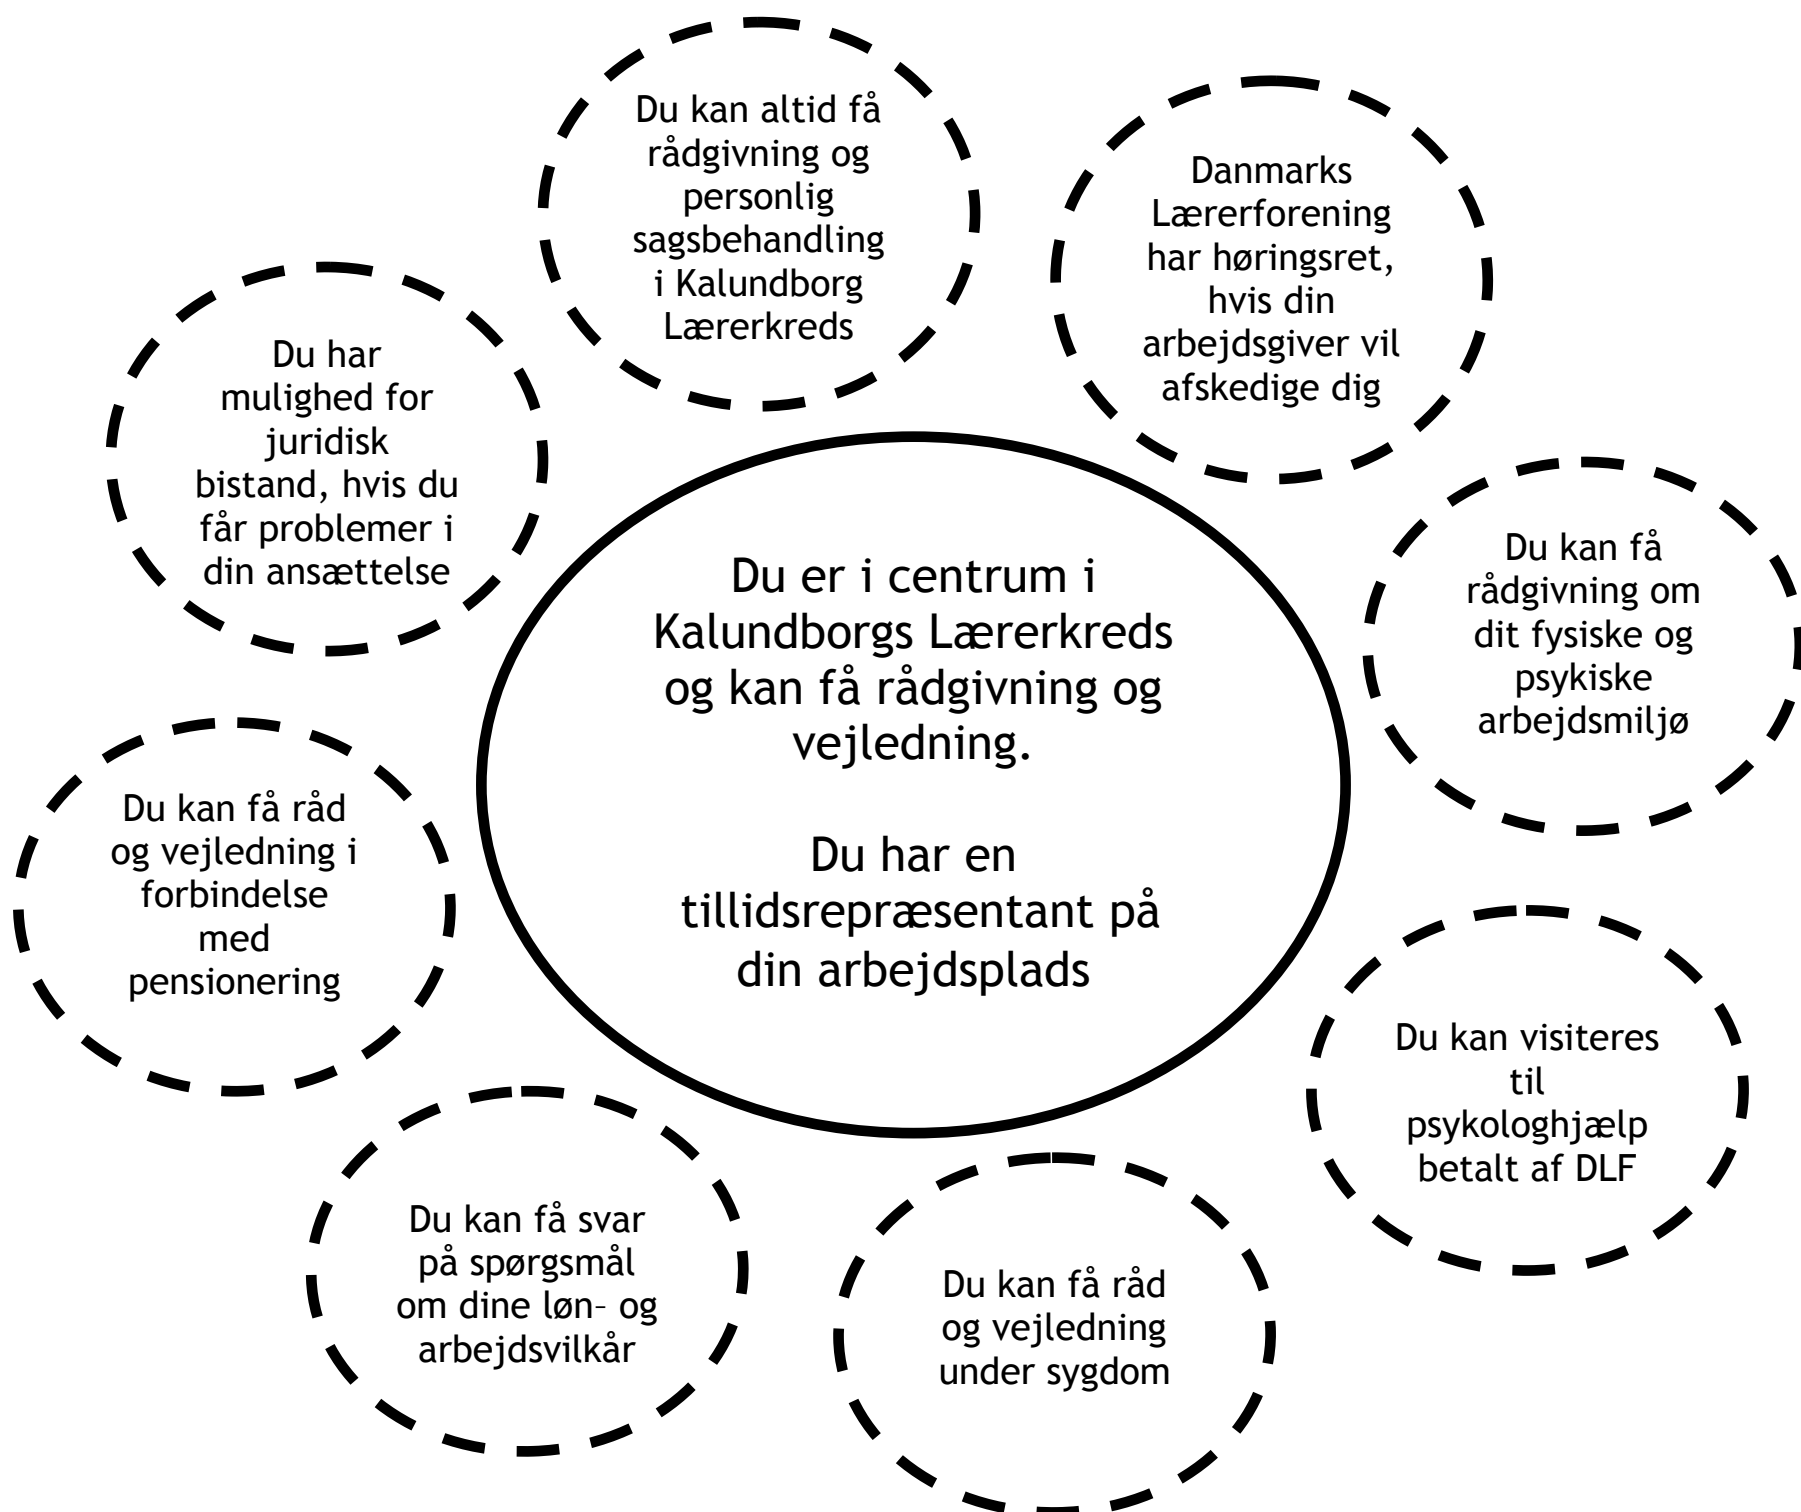 Du kan altid få
rådgivning og
personlig
sagsbehandling
i Kalundborg
Lærerkreds
Danmarks
Lærerforening
har høringsret,
hvis din
arbejdsgiver vil
afskedige dig
Du har
mulighed for
juridisk
bistand, hvis du
får problemer i
din ansættelse
Du kan få
rådgivning om
dit fysiske og
psykiske
arbejdsmiljø
Du er i centrum i
Kalundborgs Lærerkreds
og kan få rådgivning og
vejledning.
Du har en
tillidsrepræsentant på
din arbejdsplads
Du kan få råd
og vejledning i
forbindelse
med
pensionering
Du kan visiteres
til
psykologhjælp
betalt af DLF
Du kan få svar
på spørgsmål
om dine løn- og
arbejdsvilkår
Du kan få råd
og vejledning
under sygdom